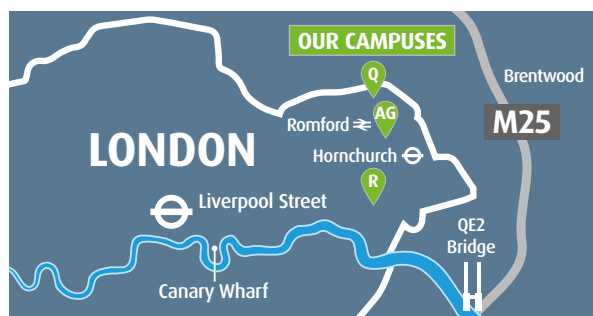 OUR CAMPUSES
Q
Brentwood
AG
Romford
M25
LONDON
Hornchurch
R
Liverpool Street
QE2
Bridge
Canary Wharf